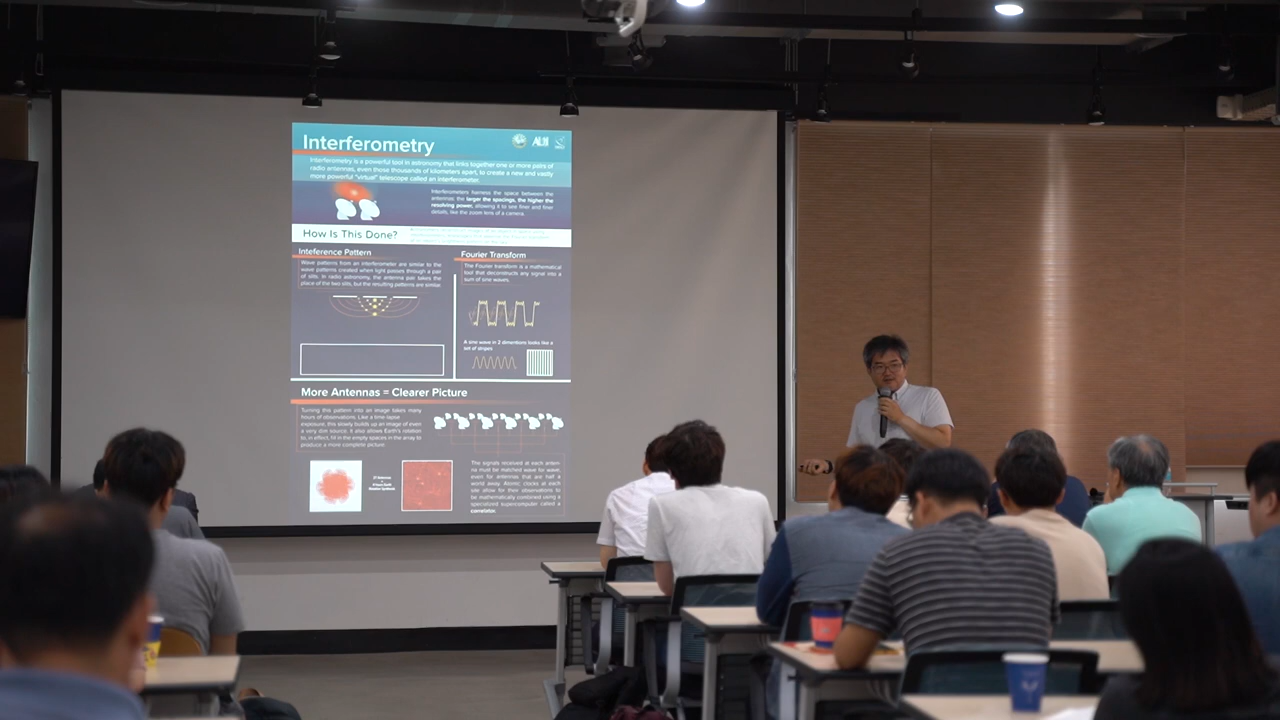 Interferometry
AUI
Interferometry is a powerful tool in astronomy that links together one or more pairs of
radio antennas, even those thousands of kilometers apart, to create a new and vastly
more powerful "virtual" telescope called an interferometer.
Interferometers harness the space between the
antennas: the larger the spacings, the higher the
resolving power, allowing it to see finer and finer
details, like the zoom lens of a camera.
How Is This Done?
Inteference Pattern
Wave patterns from an interferometer are similar to the
wave patterns created when light passes through a pair
of slits. In radio astronomy, the antenna pair takes the
place of the two slits, but the resulting patterns are similar.
Fourier Transform
The Fourier transform is a mathematical
tool that deconstructs any signal into a
sum of sine waves.
A sine wave in 2 dimentions looks like a
set of stripes
More Antennas = Clearer Picture
Turning this pattern into an image takes many
hours of observations. Like a time-lapse
exposure, this slowly builds up an image of even
a very dim source. It also allows Earth's rotation
to, in effect, fill in the empty spaces in the array to
produce a more complete picture.
The signals received at each anten-
na must be matched wave for wave,
even for antennas that are half a
world away. Atomic clocks at each
site allow for their observations to
be mathematically combined using a
specialized supercomputer called a
correlator.